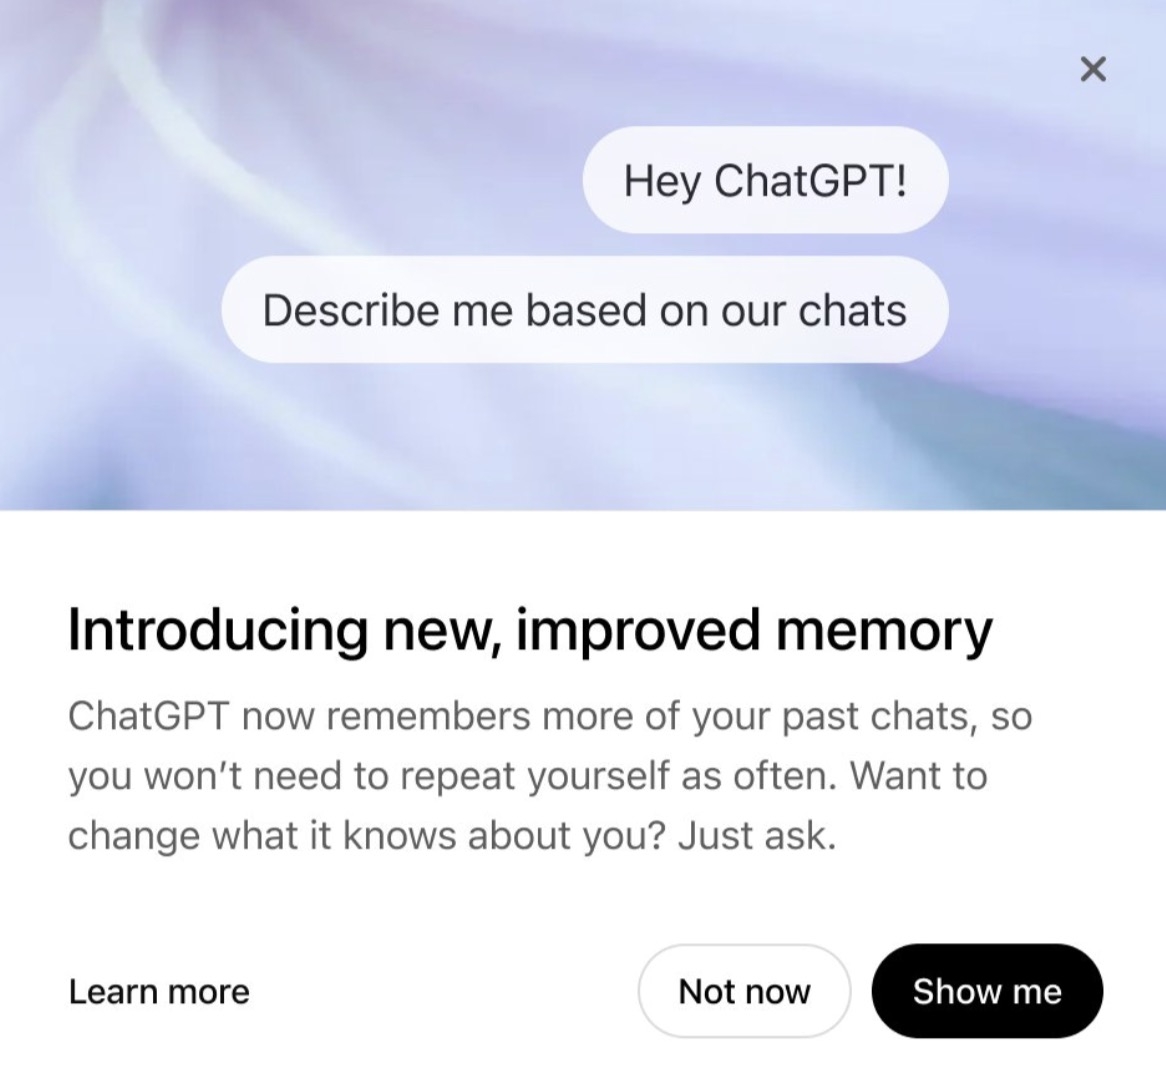 Hey ChatGPT!
Describe me based on our chats
Introducing new, improved memory
ChatGPT now remembers more of your past chats, so
you won’t need to repeat yourself as often. Want to
change what it knows about you? Just ask.
Learn more
Not now
Show me